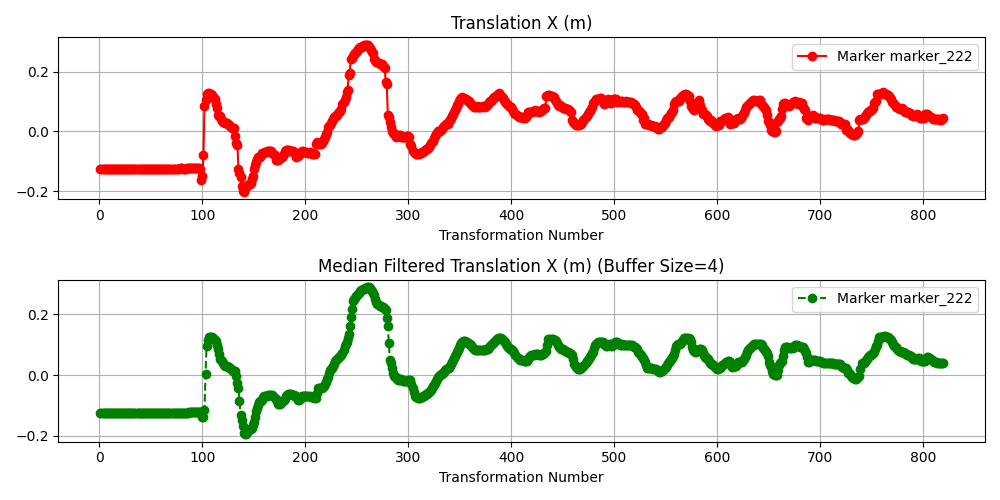 Translation X (m)
Marker marker_222
0.2
0.0
−0.2
0 100 200 300 400 500 600 700 800
Transformation Number
Median Filtered Translation X (m) (Buffer Size=4)
Marker marker_222
0.2
0.0
−0.2
0 100 200 300 400 500 600 700 800
Transformation Number